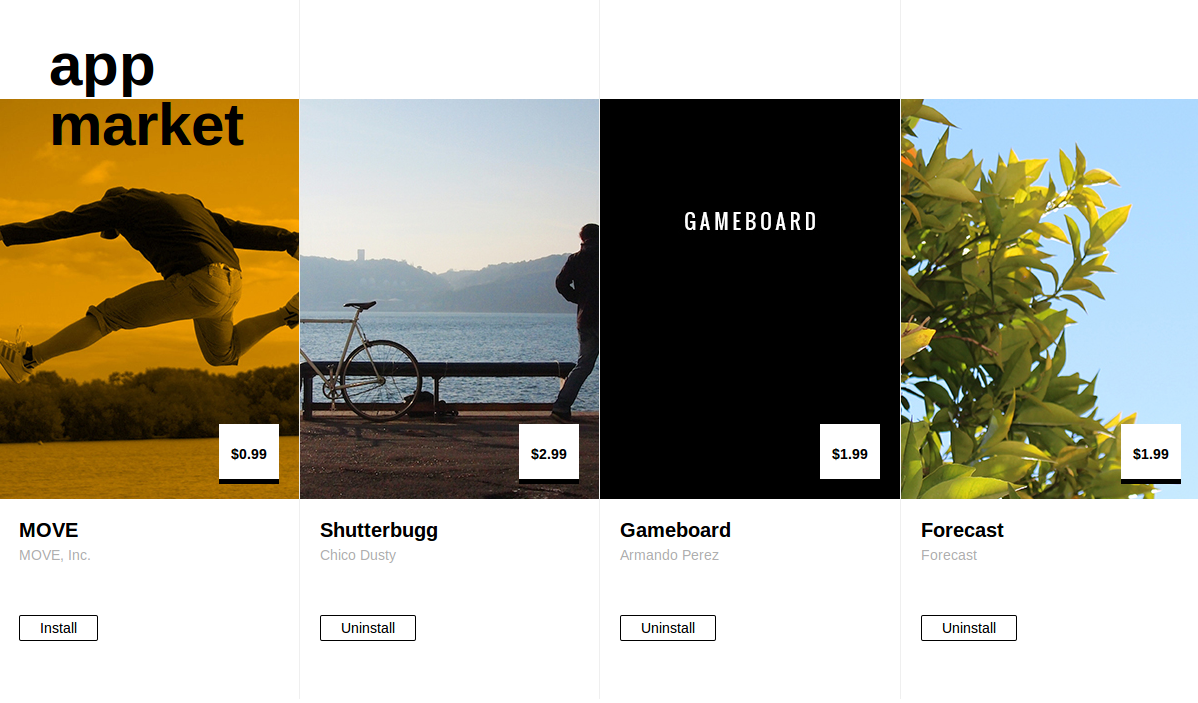 app
market
GAMEBOARD
$0.99
$2.99
$1.99
$1.99
MOVE
MOVE, Inc.
Install
Shutterbugg
Chico Dusty
Uninstall
Gameboard
Armando Perez
Uninstall
Forecast
Forecast
Uninstall